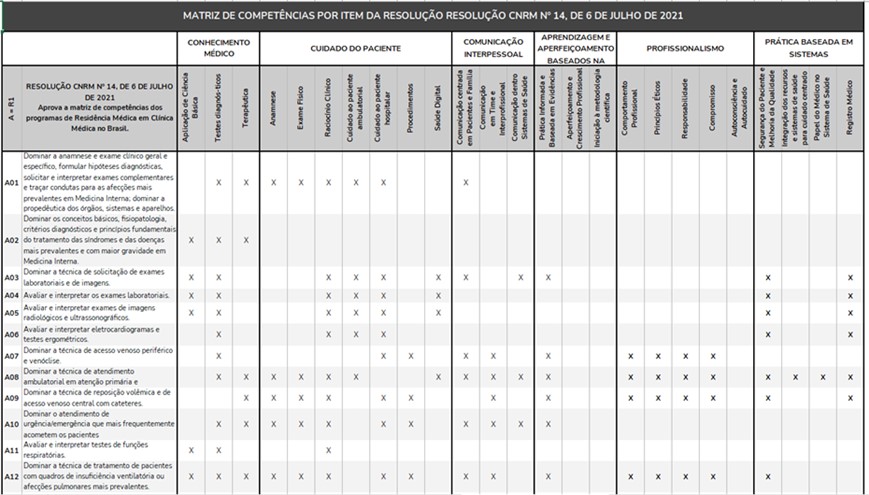 MATRIZ DE COMPETÊNCIAS POR ITEM DA RESOLUÇÃO RESOLUÇÃO CNRM Nº 14, DE 6 DE JULHO DE 2021
CONHECIMENTO
MÉDICO
CUIDADO DO PACIENTE
COMUNICAÇÃO
INTERPESSOAL
APRENDIZAGEM E
APERFEIÇOAMENTO
BASEADOS NA
PROFISSIONALISMO
PRÁTICA BASEADA EM
SISTEMAS
A = R1
RESOLUÇÃO CNRM Nº 14, DE 6 DE JULHO
DE 2021
Aprova a matriz de competências dos
programas de Residência Médica em Clínica
Médica no Brasil.
Aplicação de Ciência
Básica
Testes diagnós-ticos
Terapêutica
Anamnese
Exame Físico
Raciocínio Clínico
Cuidado ao paciente
ambulatorial
Cuidado ao paciente
hospitalar
Procedimentos
Saúde Digital
Comunicação centrada
em Pacientes e Família
Comunicação
em Time e
Interprofissional
Comunicação dentro
Sistemas de Saúde
Prática Informada e
Baseada em Evidências
Aperfeiçoamento e
Crescimento Profissional
Iniciação à metodologia
científica
Comportamento
Profissional
Princípios Éticos
Responsabilidade
Compromisso
Autoconsciência e
Autocuidado
Segurança do Paciente e
Melhoria da Qualidade
Integração dos recursos
e sistemas de saúde
para cuidado centrado
Papel do Médico no
Sistema de Saúde
Registro Médico
Dominar a anamnese e exame clínico geral e
específico, formular hipóteses diagnósticas,
solicitar e interpretar exames complementares
A01 e traçar condutas para as afecções mais X X X X X X X X
prevalentes em Medicina Interna; dominar a
propedêutica dos órgãos, sistemas e aparelhos.
Dominar os conceitos básicos, fisiopatologia,
critérios diagnósticos e princípios fundamentais
A02 do tratamento das síndromes e das doenças X X X
mais prevalentes e com maior gravidade em
Medicina Interna.
A03 Dominar a técnica de solicitação de exames X X X X X X X X X X X
laboratoriais e de imagens.
A04 Avaliar e interpretar os exames laboratoriais. X X X X X X X X
A05 Avaliar e interpretar exames de imagens X X X X X X X X
radiológicos e ultrassonográficos.
A06 Avaliar e interpretar eletrocardiogramas e X X X X X X
testes ergométricos.
A07 Dominar a técnica de acesso venoso periférico X X X X X X X X X X
e venóclise.
A08 Dominar a técnica de atendimento X X X X X X X X X X X X X X X X X X X
ambulatorial em atenção primária e
A09 Dominar a técnica de reposição volêmica e de X X X X X X X X X X X X X X
acesso venoso central com cateteres.
Dominar o atendimento de
A10 urgência/emergência que mais frequentemente X X X X X X X X X X X
acometem os pacientes
A11 Avaliar e interpretar testes de funções X X X
respiratórias.
Dominar a técnica de tratamento de pacientes
A12 com quadros de insuficiência ventilatória ou X X X X X X X X X X X X X X X X
afecções pulmonares mais prevalentes.